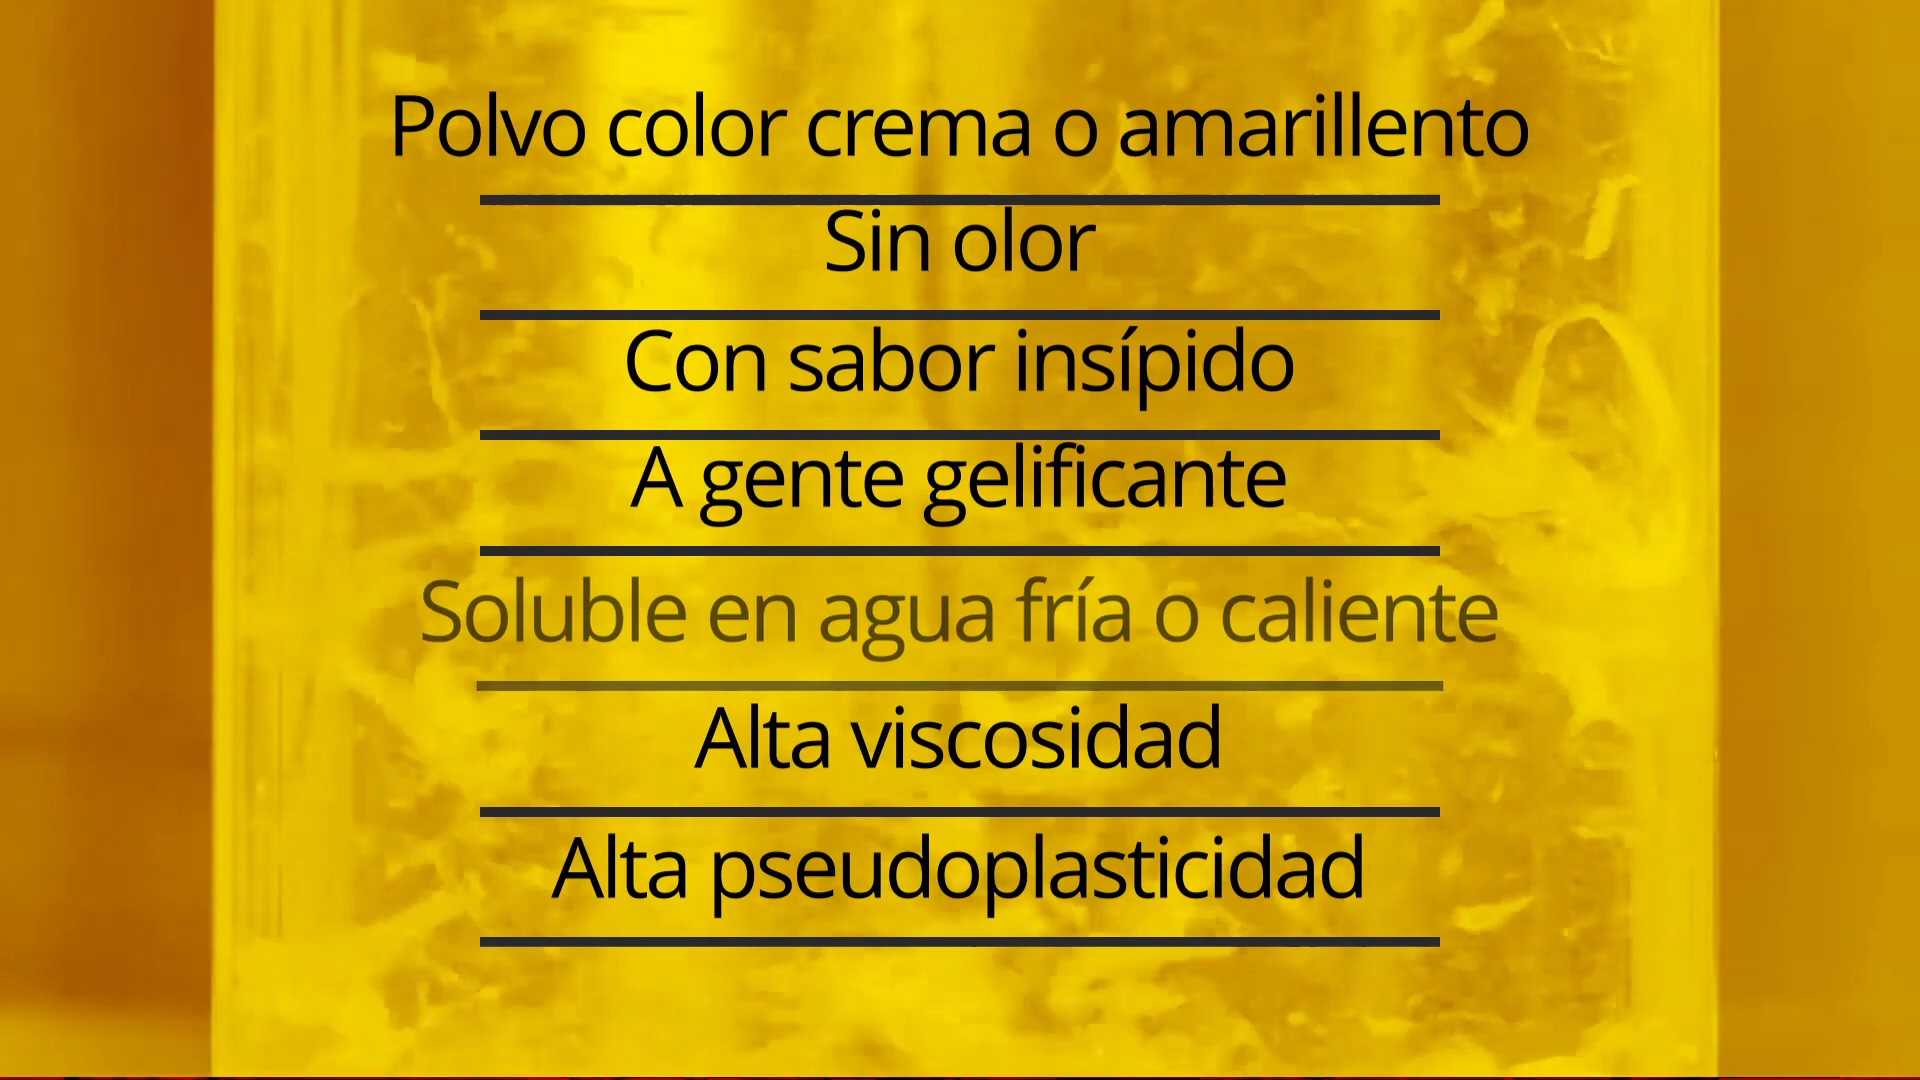 Polvo color crema o amarillento
Sin olor
Con sabor insípido
A gente gelificante
Soluble en agua fría o caliente
Alta viscosidad
Alta pseudoplasticidad